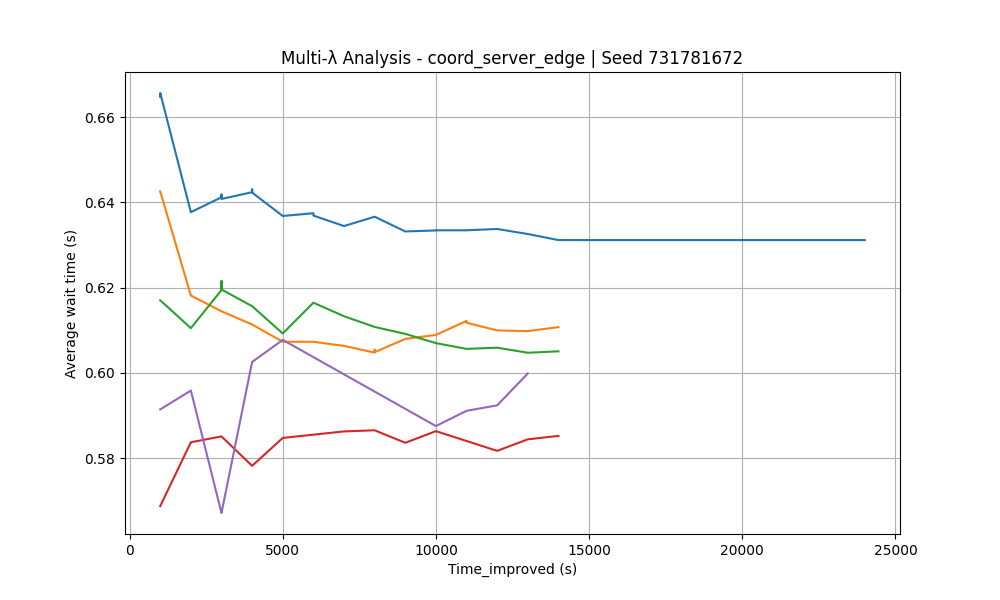 Multi-λ Analysis - coord_server_edge | Seed 731781672
Average wait time (s)
0.66
0.64
0.62
0.60
0.58
0 5000 10000 15000 20000 25000
Time_improved (s)